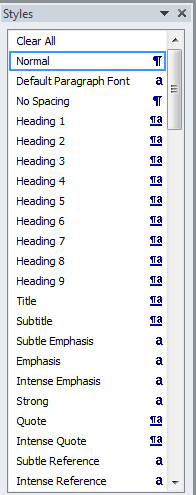 Styles
Clear All
Normal ¶
Default Paragraph Font a
No Spacing ¶
Heading 1 ¶a
Heading 2 ¶a
Heading 3 ¶a
Heading 4 ¶a
Heading 5 ¶a
Heading 6 ¶a
Heading 7 ¶a
Heading 8 ¶a
Heading 9 ¶a
Title ¶a
Subtitle ¶a
Subtle Emphasis a
Emphasis a
Intense Emphasis a
Strong a
Quote ¶a
Intense Quote ¶a
Subtle Reference a
Intense Reference a